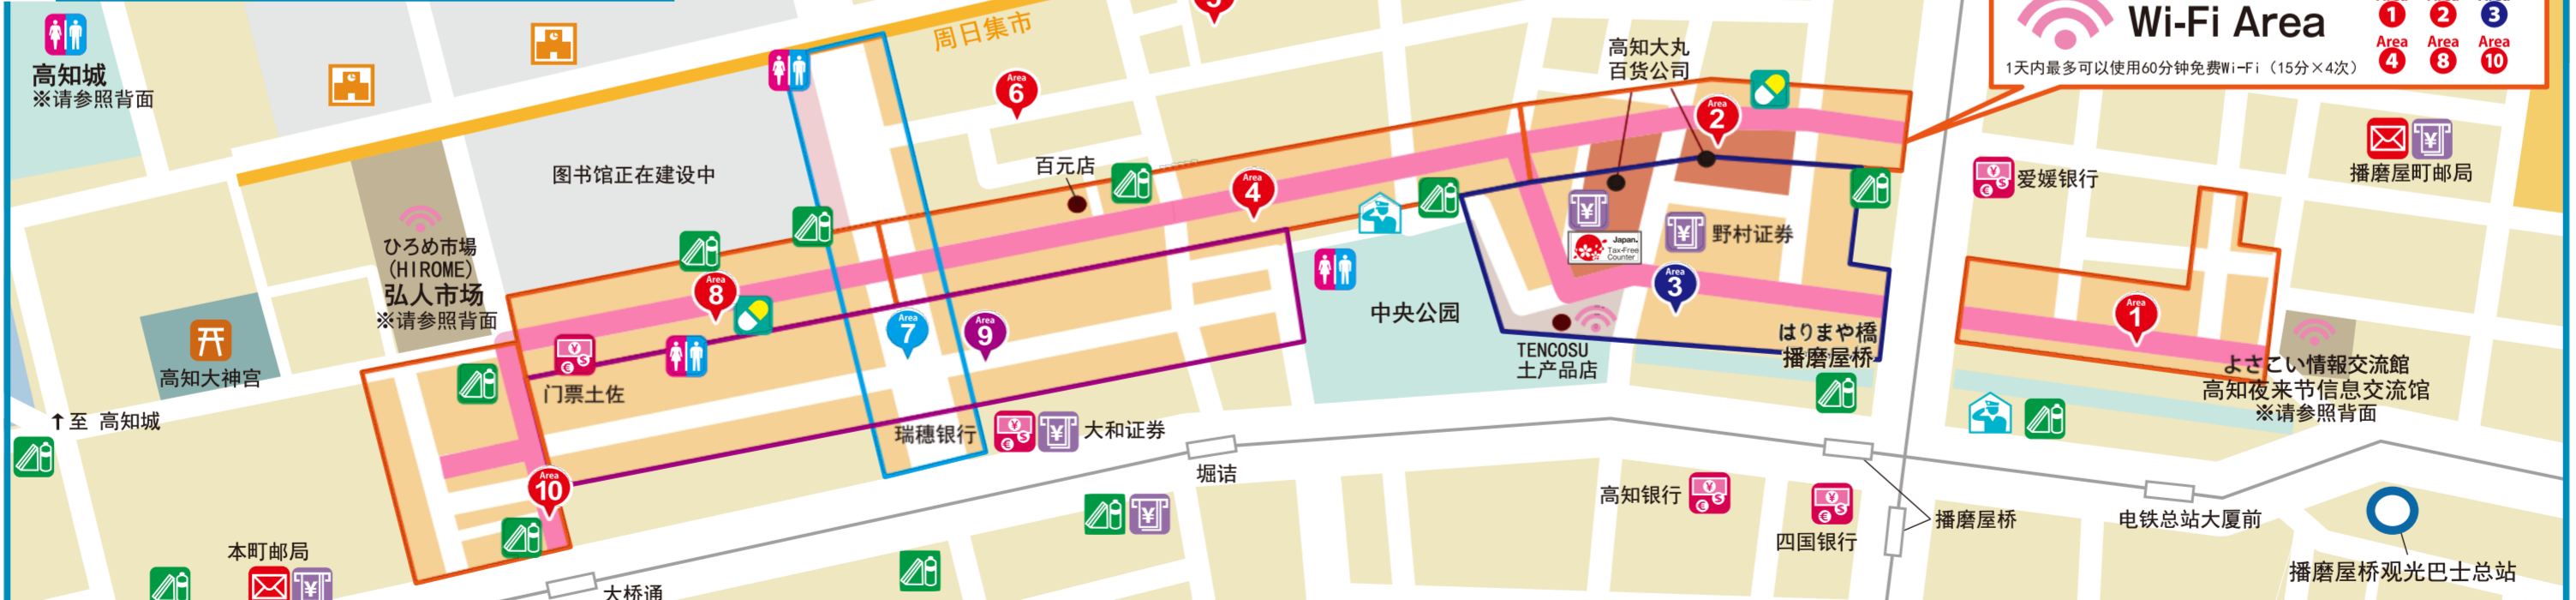 高知城
※请参照背面
周日集市
高知大丸
百货公司
Wi-Fi Area
1天内最多可以使用60分钟免费Wi-Fi（15分×4次）
1
2
3
Area
4
Area
8
Area
10
5
Area
6
Area
2
百元店
图书馆正在建设中
Area
4
爱媛银行
播磨屋町邮局
ひろめ市場
（HIROME）
弘人市场
※请参照背面
Area
8
野村证券
Japan.
Tax-Free
Counter
Area
3
中央公园
TENCOSU
土产品店
はりまや橋
播磨屋桥
Area
1
よさこい情報交流館
高知夜来节信息交流馆
※请参照背面
高知大神宫
↑至 高知城
门票土佐
Area
7
Area
9
瑞穗银行
大和证券
堀诘
Area
10
本町邮局
大桥通
高知银行
四国银行
播磨屋桥
电铁总站大厦前
播磨屋桥观光巴士总站